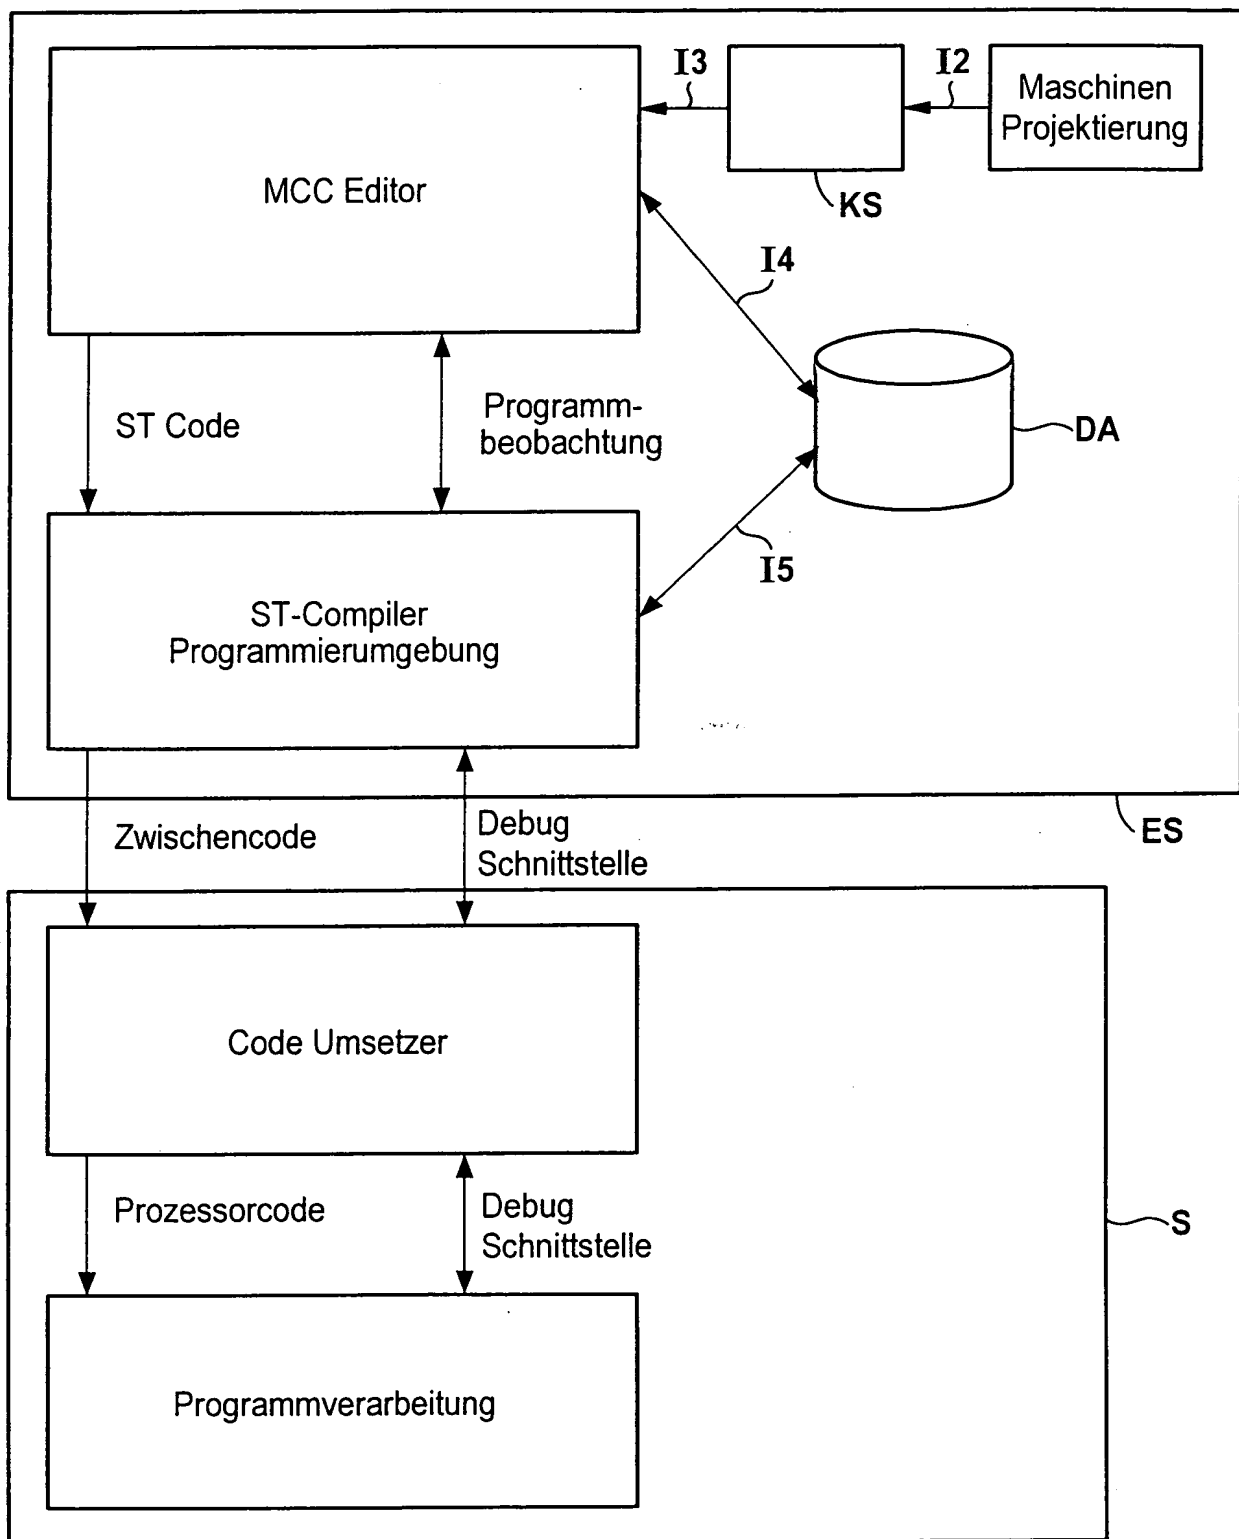 I3
I2
Maschinen
Projektierung
MCC Editor
KS
I4
ST Code
Programm-
beobachtung
DA
I5
ST-Compiler
Programmierumgebung
Zwischencode
Debug
Schnittstelle
ES
Code Umsetzer
Prozessorcode
Debug
Schnittstelle
S
Programmverarbeitung